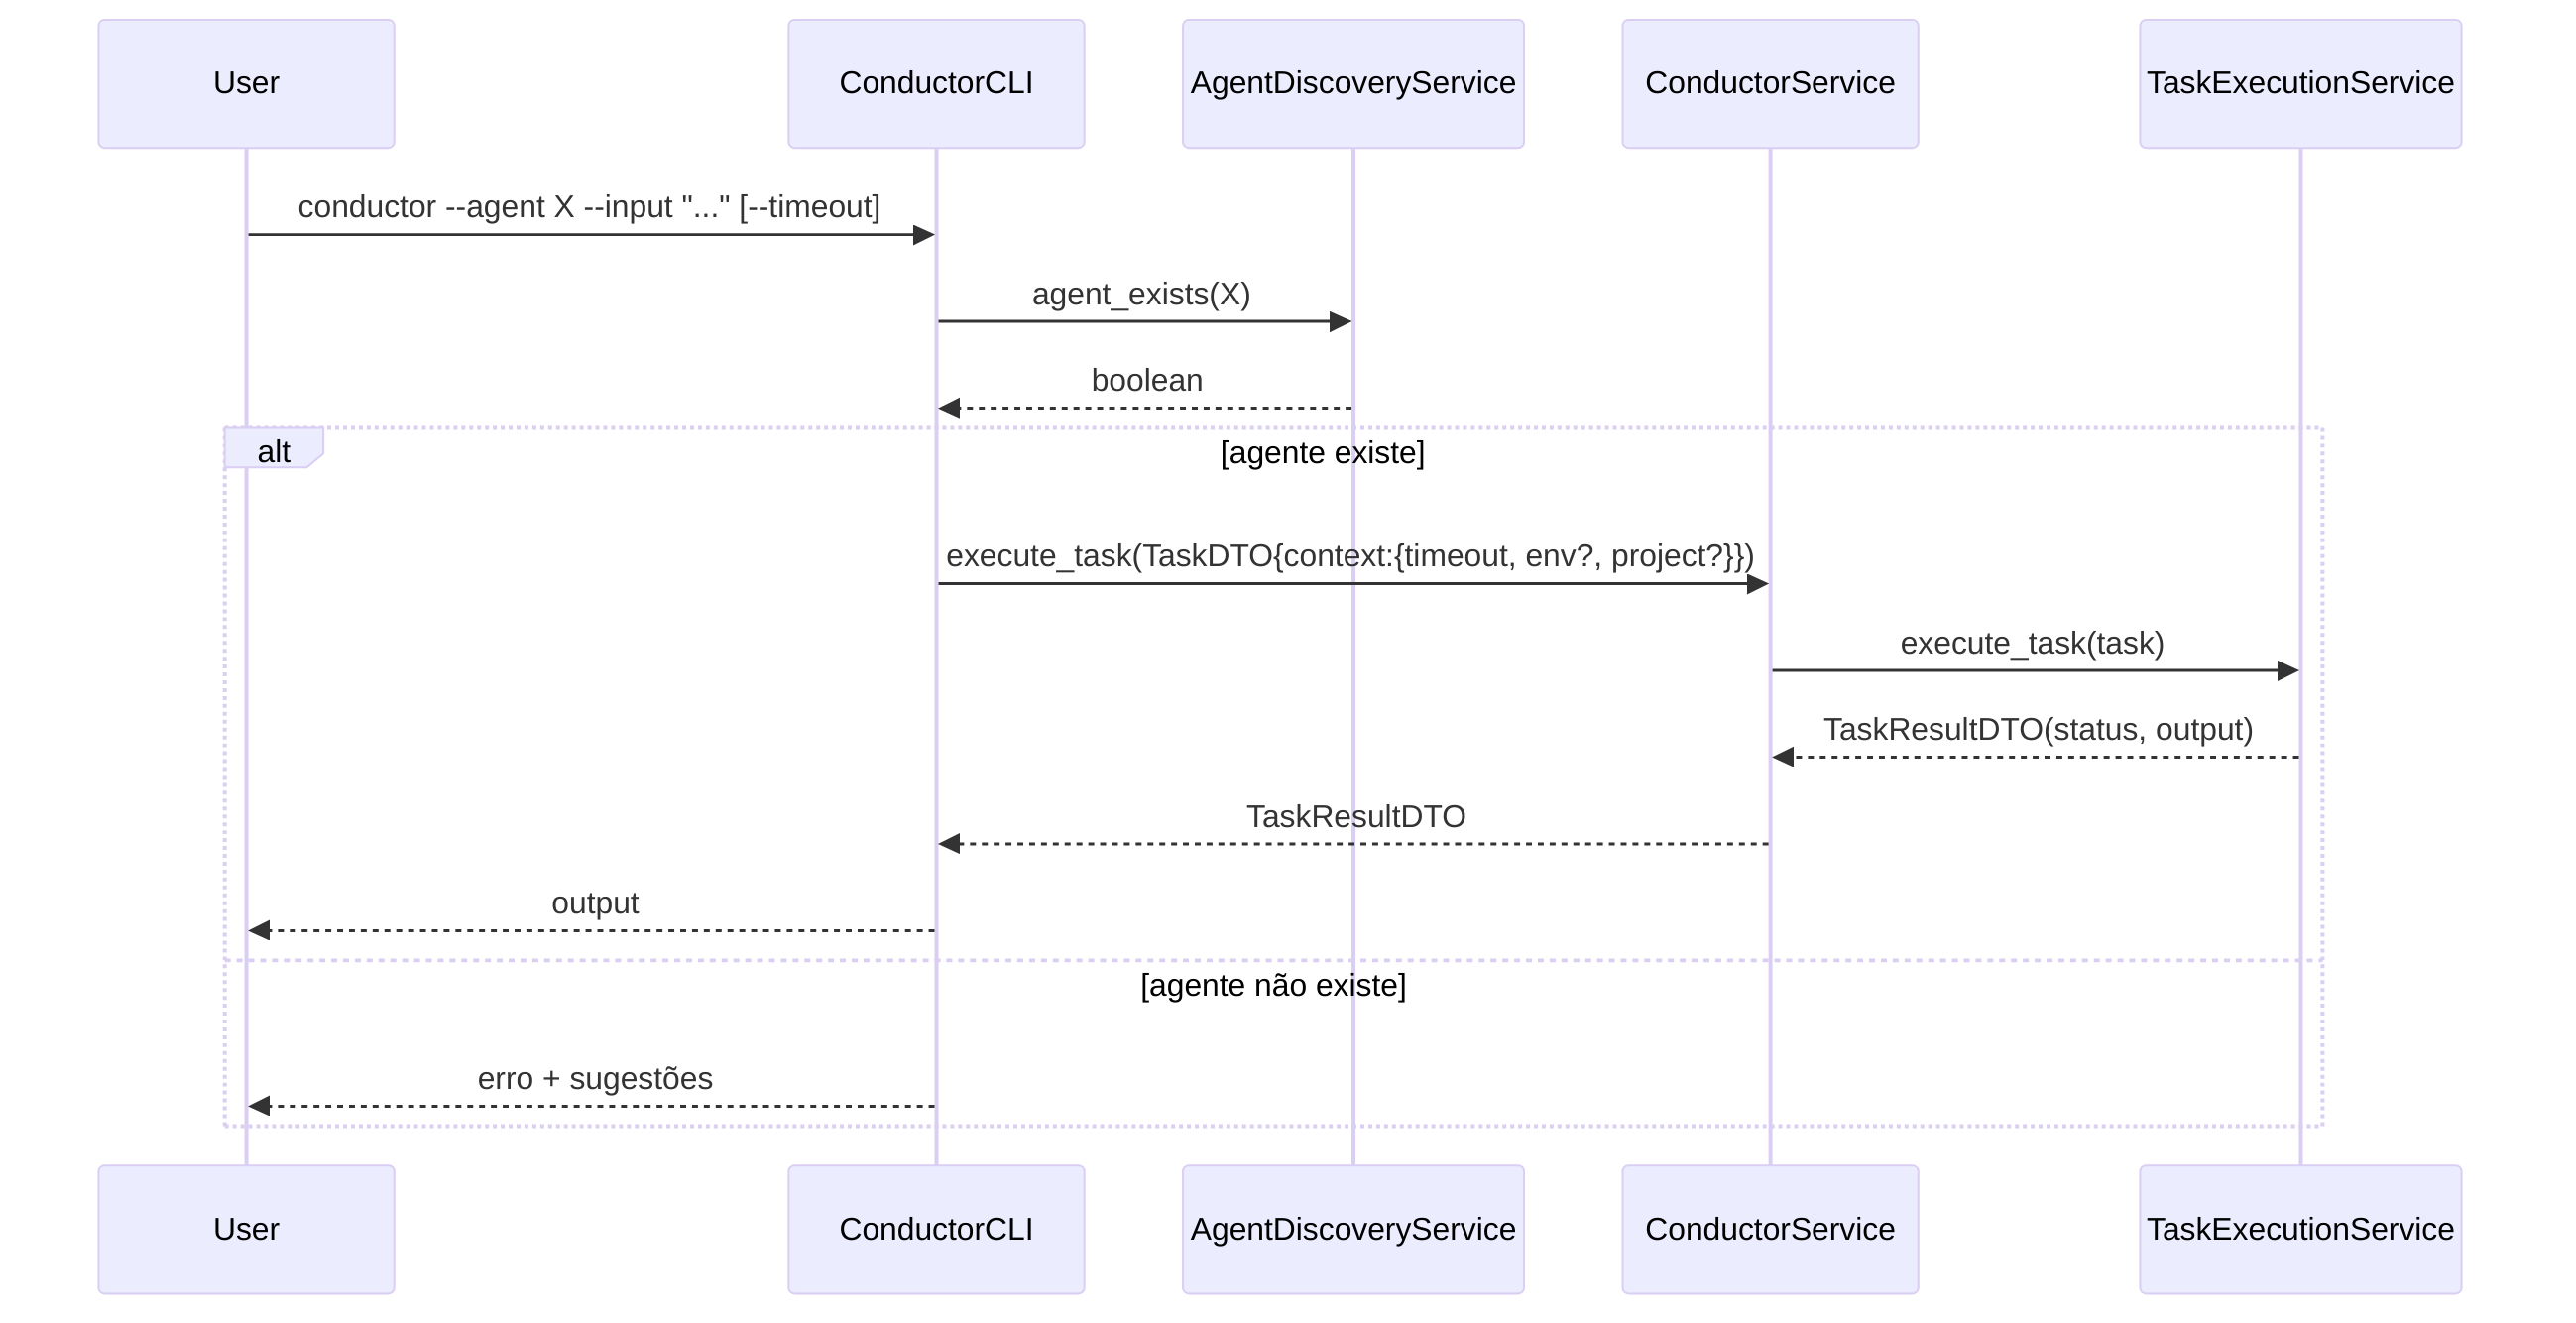 User
ConductorCLI
AgentDiscoveryService
ConductorService
TaskExecutionService
conductor --agent X --input "..." [--timeout]
agent_exists(X)
boolean
alt
[agente existe]
execute_task(TaskDTO{context:{timeout, env?, project?}})
execute_task(task)
TaskResultDTO(status, output)
TaskResultDTO
output
[agente não existe]
erro + sugestões
User
ConductorCLI
AgentDiscoveryService
ConductorService
TaskExecutionService